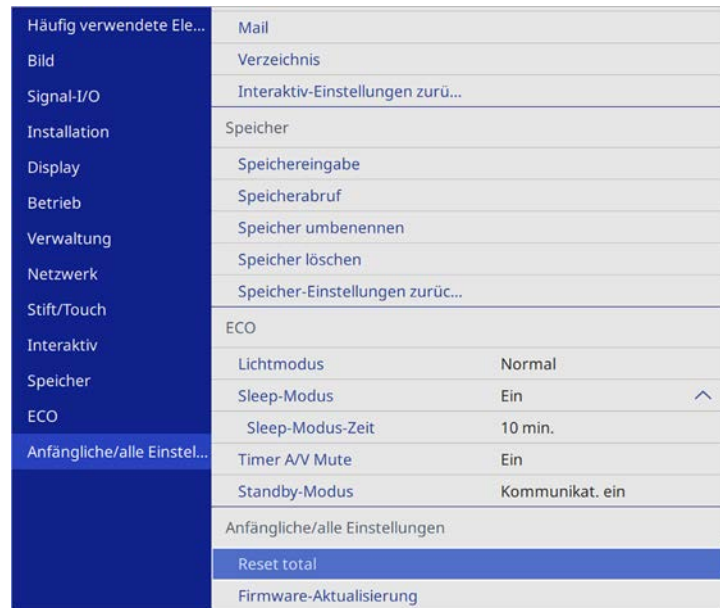 Häufig verwendete Ele...
Bild
Signal-I/O
Installation
Display
Betrieb
Verwaltung
Netzwerk
Stift/Touch
Interaktiv
Speicher
ECO
Anfängliche/alle Einstel...
Mail
Verzeichnis
Interaktiv-Einstellungen zurü...
Speicher
Speichereingabe
Speicherabruf
Speicher umbenennen
Speicher löschen
Speicher-Einstellungen zurüc...
ECO
Lichtmodus Normal
Sleep-Modus Ein
Sleep-Modus-Zeit 10 min.
Timer A/V Mute Ein
Standby-Modus Kommunikat. ein
Anfängliche/alle Einstellungen
Reset total
Firmware-Aktualisierung